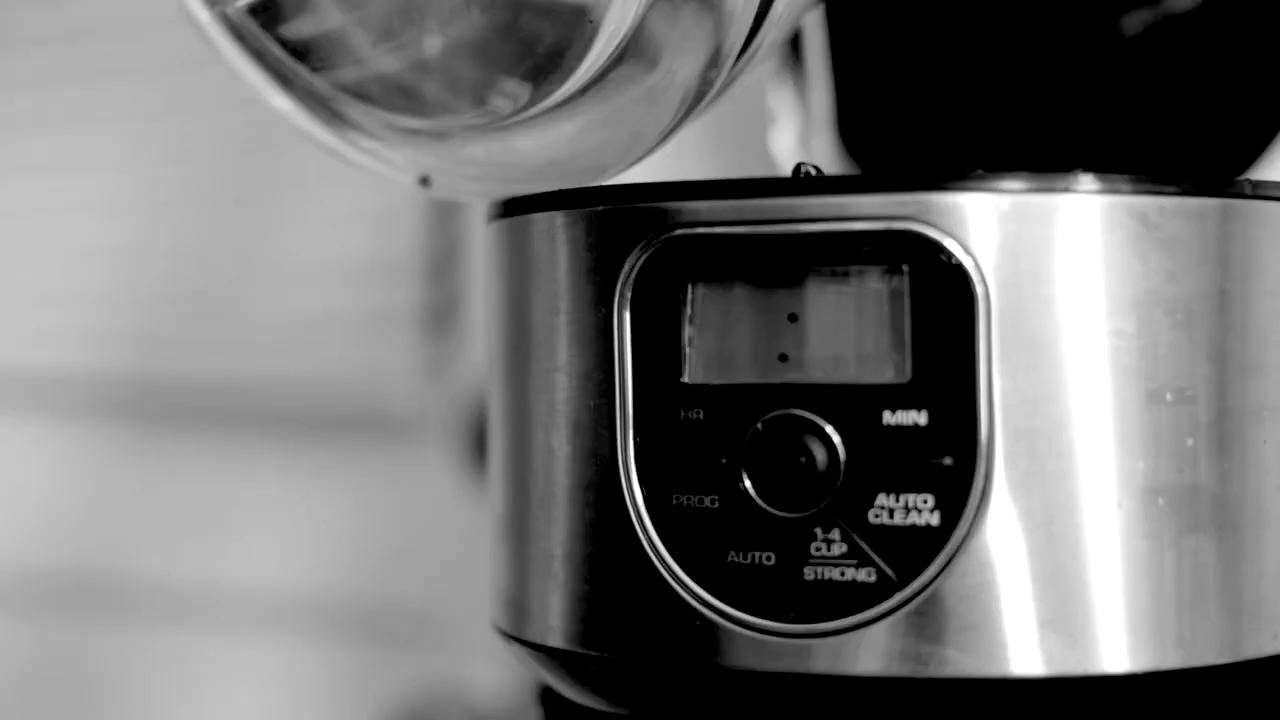 HR
MIN
PROG
AUTO
CLEAN
AUTO
1-4
CUP
STRONG